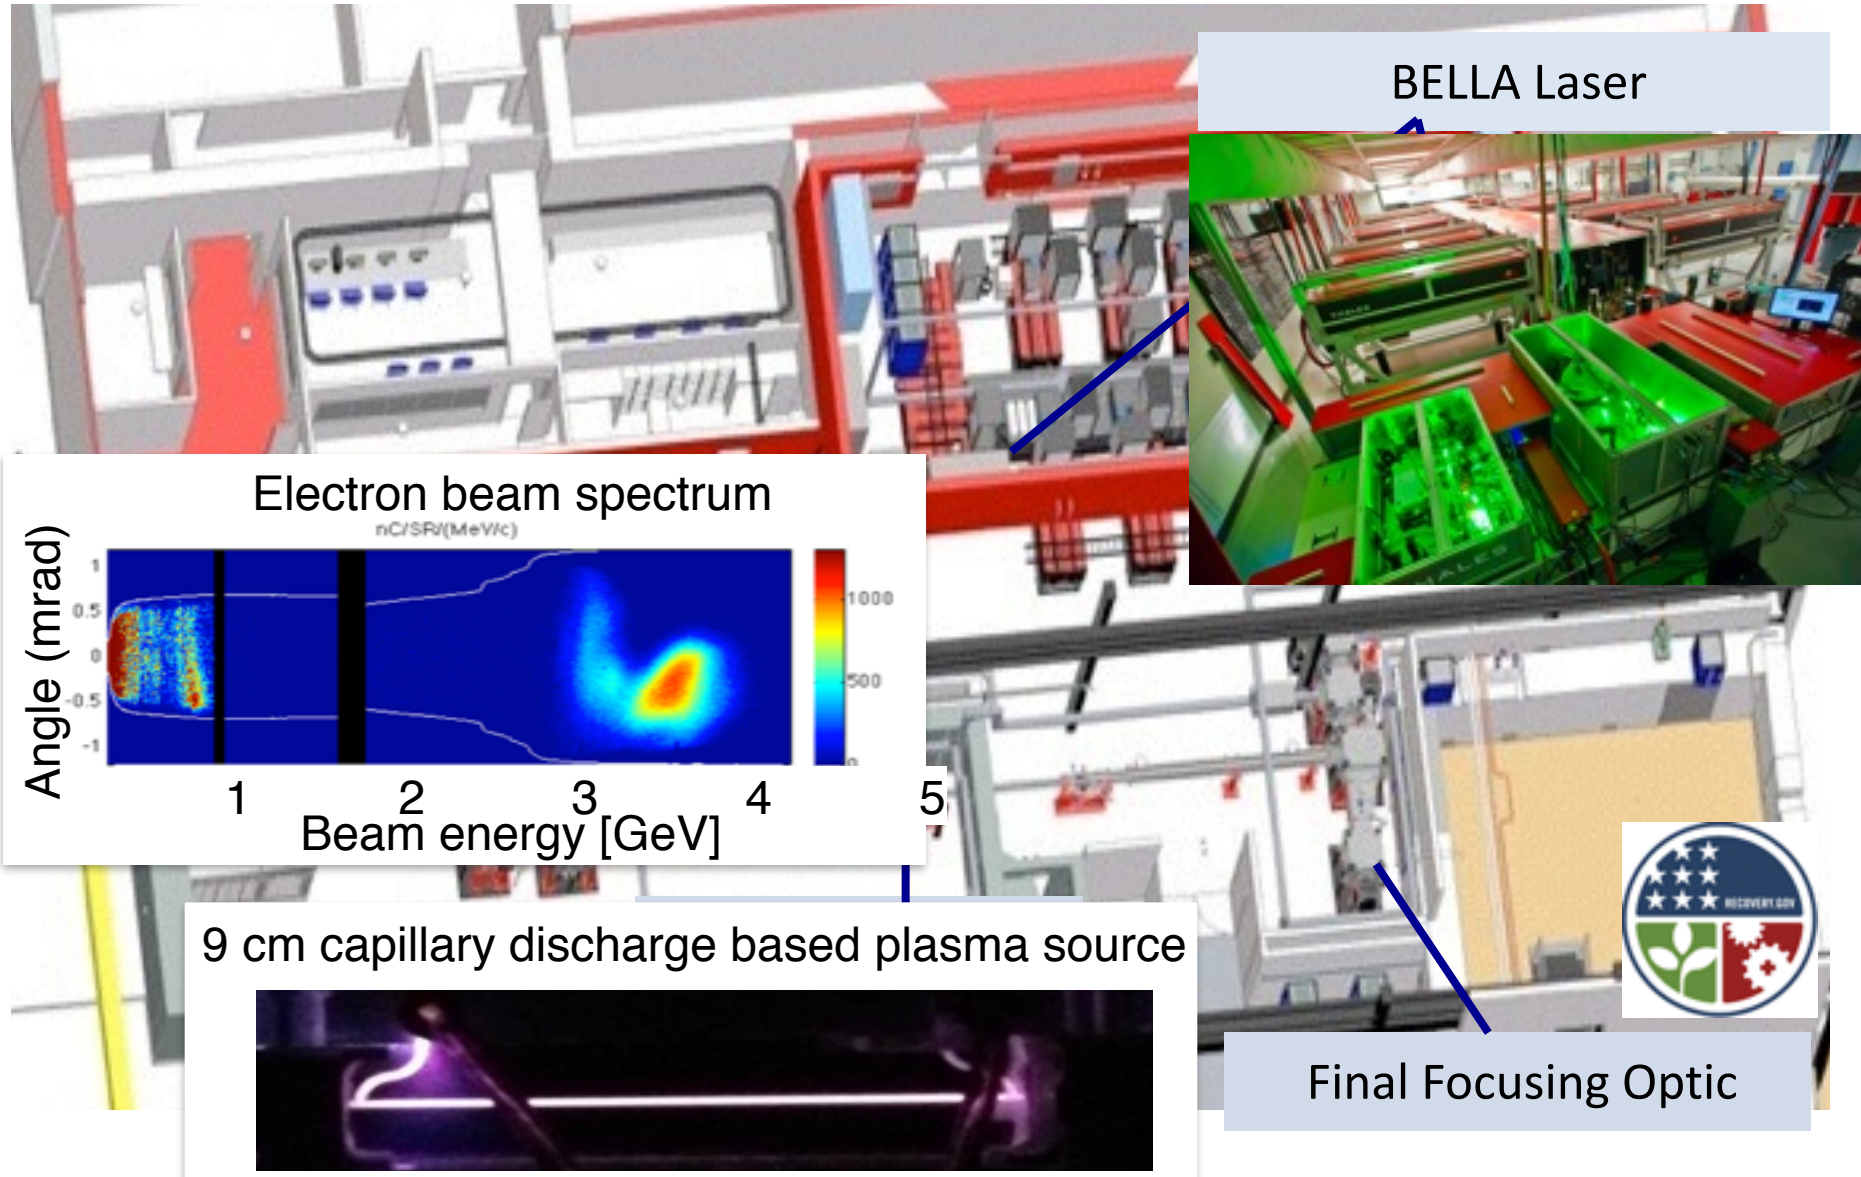 BELLA Laser
THALES
THALES
Electron beam spectrum
nC/SR/(MeV/c)
Angle (mrad)
1
0.5
0
-0.5
-1
1000
500
0
1 2 3 4 5
Beam energy [GeV]
RECOVERY.GOV
9 cm capillary discharge based plasma source
Final Focusing Optic